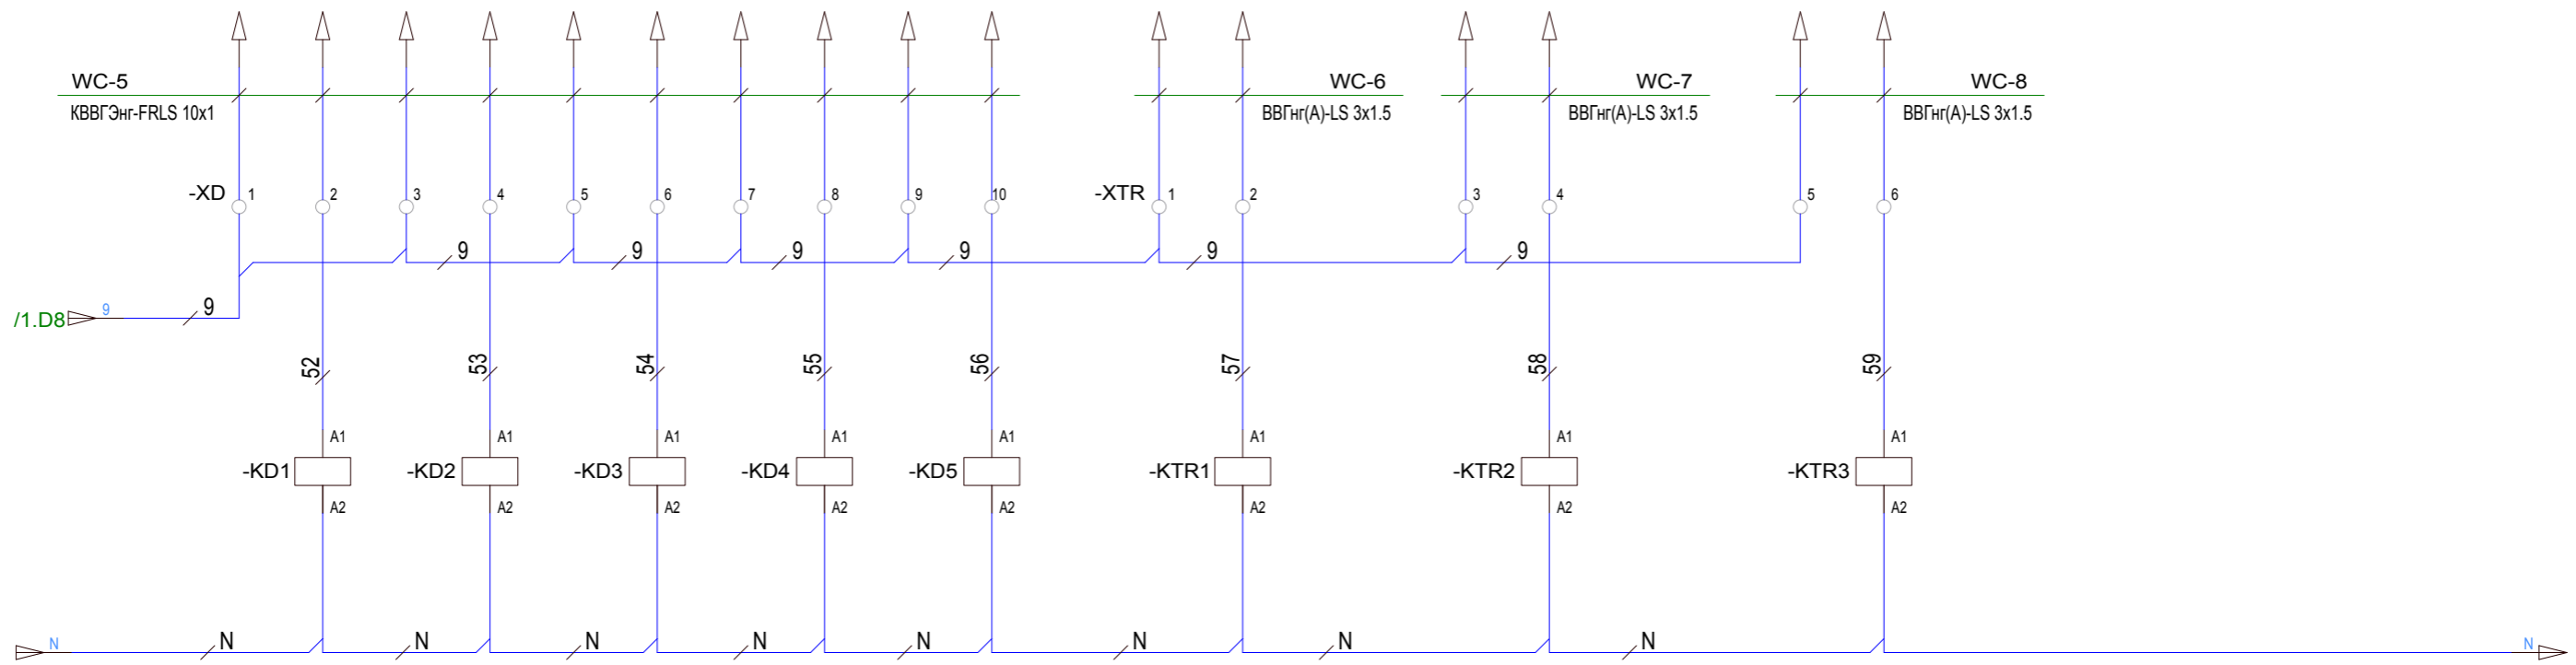 WC-5 WC-6 WC-7 WC-8
КВВГЭнг-FRLS 10x1 ВВГнг(А)-LS 3x1.5 ВВГнг(А)-LS 3x1.5 ВВГнг(А)-LS 3x1.5
-XD 1 2 3 4 5 6 7 8 9 10 -XTR 1 2 3 4 5 6
9 9 9 9 9 9
/1.D8 9 9
52 53 54 55 56 57 58 59
A1 A1 A1 A1 A1 A1 A1 A1
-KD1 -KD2 -KD3 -KD4 -KD5 -KTR1 -KTR2 -KTR3
A2 A2 A2 A2 A2 A2 A2 A2
N N N N N N N N N N